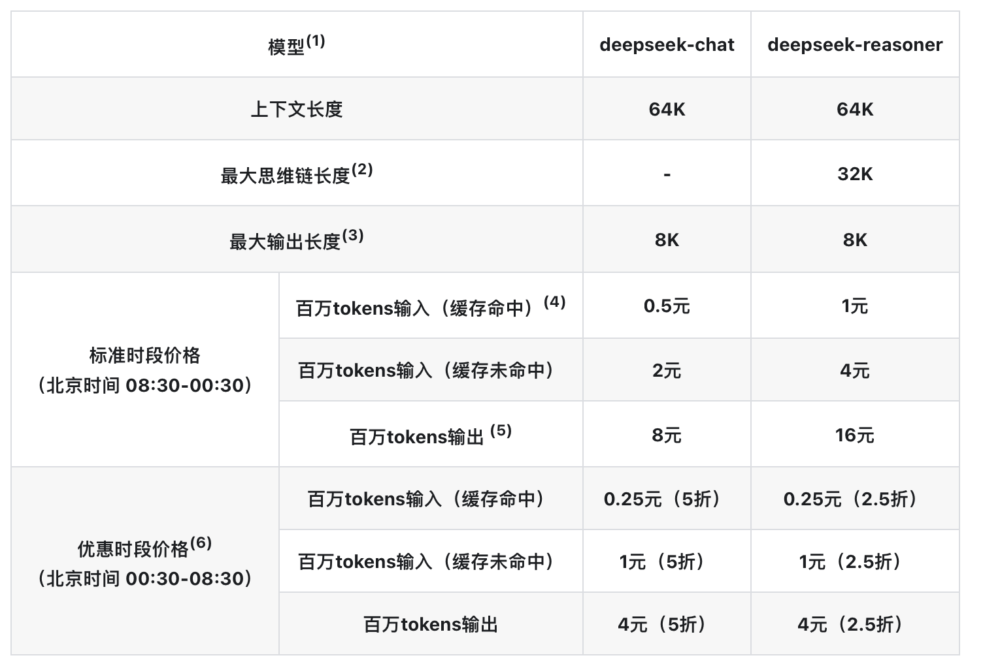 模型(1) deepseek-chat deepseek-reasoner
上下文长度 64K 64K
最大思维链长度(2) - 32K
最大输出长度(3) 8K 8K
标准时段价格
（北京时间 08:30-00:30）
百万tokens输入（缓存命中）(4) 0.5元 1元
百万tokens输入（缓存未命中） 2元 4元
百万tokens输出 (5) 8元 16元
优惠时段价格(6)
（北京时间 00:30-08:30）
百万tokens输入（缓存命中） 0.25元（5折） 0.25元（2.5折）
百万tokens输入（缓存未命中） 1元（5折） 1元（2.5折）
百万tokens输出 4元（5折） 4元（2.5折）